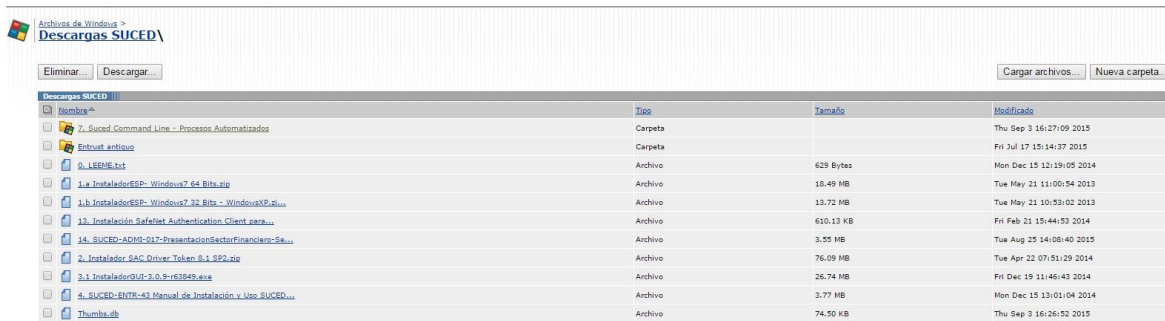 Archivos de Windows >
Descargas SUCED\
Eliminar... Descargar... Cargar archivos... Nueva carpeta...
Descargas SUCED
Nombre Tipo Tamaño Modificado
7. Suced Command Line - Procesos Automatizados Carpeta Thu Sep 3 16:27:09 2015
Entrust antiguo Carpeta Fri Jul 17 15:14:37 2015
0. LEEME.txt Archivo 629 Bytes Mon Dec 15 12:19:05 2014
1.a InstaladorESP- Windows7 64 Bits.zip Archivo 18.49 MB Tue May 21 11:00:54 2013
1.b InstaladorESP- Windows7 32 Bits - WindowsXP.zi... Archivo 13.72 MB Tue May 21 10:53:02 2013
13. Instalación SafeNet Authentication Client para... Archivo 610.13 KB Fri Feb 21 15:44:53 2014
14. SUCED-ADMI-017-PresentacionSectorFinanciero-Se... Archivo 3.55 MB Tue Aug 25 14:08:40 2015
2. Instalador SAC Driver Token 8.1 SP2.zip Archivo 76.09 MB Tue Apr 22 07:51:29 2014
3.1 InstaladorGUI-3.0.9-r63849.exe Archivo 26.74 MB Fri Dec 19 11:46:43 2014
4. SUCED-ENTR-43 Manual de Instalación y Uso SUCED... Archivo 3.77 MB Mon Dec 15 13:01:04 2014
Thumbs.db Archivo 74.50 KB Thu Sep 3 16:26:52 2015